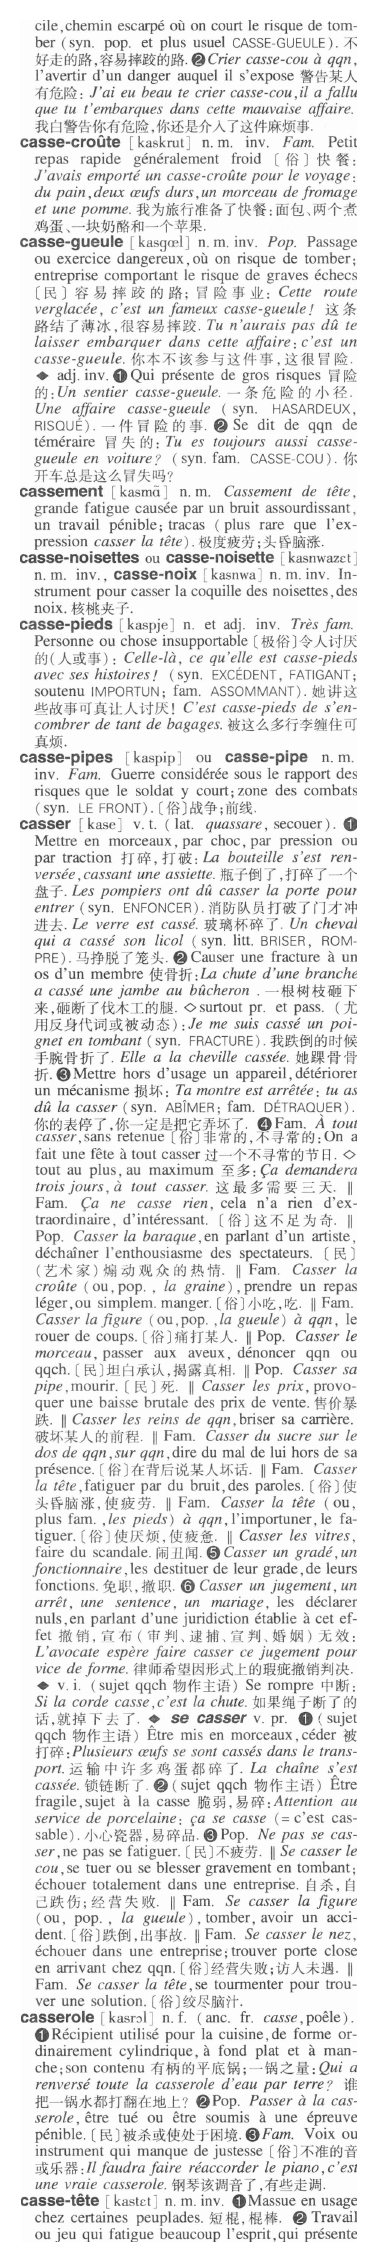 cile,chemin escarpé où on court le risque de tom-
ber (syn. pop. et plus usuel CASSE-GUEULE). 不
好走的路,容易摔跤的路. ❷ Crier casse-cou à qqn,
l'avertir d'un danger auquel il s'expose 警告某人
有危险: J'ai eu beau te crier casse-cou, il a fallu
que tu t'embarques dans cette mauvaise affaire.
我白警告你有危险,你还是介入了这件麻烦事.
casse-croûte [kaskrut] n. m. inv. Fam. Petit
repas rapide généralement froid 〔俗〕快餐:
J'avais emporté un casse-croûte pour le voyage:
du pain,deux œufs durs,un morceau de fromage
et une pomme. 我为旅行准备了快餐:面包、两个煮
鸡蛋、一块奶酪和一个苹果.
casse-gueule [kasgœl] n. m. inv. Pop. Passage
ou exercice dangereux,où on risque de tomber;
entreprise comportant le risque de graves échecs
〔民〕容易摔跤的路; 冒险事业: Cette route
verglacée, c'est un fameux casse-gueule! 这条
路结了薄冰,很容易摔跤. Tu n'aurais pas dû te
laisser embarquer dans cette affaire; c'est un
casse-gueule. 你本不该参与这件事,这很冒险.
◆ adj. inv. ❶ Qui présente de gros risques 冒险
的: Un sentier casse-gueule. 一条危险的小径.
Une affaire casse-gueule (syn. HASARDEUX,
RISQUÉ). 一件冒险的事. ❷ Se dit de qqn de
téméraire 冒失的: Tu es toujours aussi casse-
gueule en voiture? (syn. fam. CASSE-COU). 你
开车总是这么冒失吗?
cassement [kasmɑ̃] n. m. Cassement de tête,
grande fatigue causée par un bruit assourdissant,
un travail pénible; tracas (plus rare que l'ex-
pression casser la tête). 极度疲劳;头昏脑涨.
casse-noisettes ou casse-noisette [kasnwazɛt]
n. m. inv., casse-noix [kasnwa] n. m. inv. In-
strument pour casser la coquille des noisettes,des
noix. 核桃夹子.
casse-pieds [kaspje] n. et adj. inv. Très fam.
Personne ou chose insupportable 〔极俗〕令人讨厌
的(人或事): Celle-là, ce qu'elle est casse-pieds
avec ses histoires! (syn. EXCÉDENT, FATIGANT;
soutenu IMPORTUN; fam. ASSOMMANT). 她讲这
些故事可真让人讨厌! C'est casse-pieds de s'en-
combrer de tant de bagages. 被这么多行李缠住可
真烦.
casse-pipes [kaspip] ou casse-pipe n. m.
inv. Fam. Guerre considérée sous le rapport des
risques que le soldat y court; zone des combats
(syn. LE FRONT). 〔俗〕战争;前线.
casser [kase] v. t. (lat. quassare, secouer). ❶
Mettre en morceaux, par choc, par pression ou
par traction 打碎, 打破: La bouteille s'est ren-
versée,cassant une assiette. 瓶子倒了,打碎了一个
盘子. Les pompiers ont dû casser la porte pour
entrer (syn. ENFONCER). 消防队员打破了门才冲
进去. Le verre est cassé. 玻璃杯碎了. Un cheval
qui a cassé son licol (syn. litt. BRISER, ROM-
PRE). 马挣脱了笼头. ❷ Causer une fracture à un
os d'un membre 使骨折: La chute d'une branche
a cassé une jambe au bûcheron . 一根树枝砸下
来,砸断了伐木工的腿. ◇ surtout pr. et pass. (尤
用反身代词或被动态): Je me suis cassé un poi-
gnet en tombant (syn. FRACTURE). 我跌倒的时候
手腕骨折了. Elle a la cheville cassée. 她踝骨骨
折. ❸ Mettre hors d'usage un appareil,détériorer
un mécanisme 损坏: Ta montre est arrêtée; tu as
dû la casser (syn. ABÎMER; fam. DÉTRAQUER).
你的表停了,你一定是把它弄坏了. ❹ Fam. À tout
casser,sans retenue 〔俗〕非常的,不寻常的: On a
fait une fête à tout casser 过一个不寻常的节日. ◇
tout au plus, au maximum 至多: Ça demandera
trois jours, à tout casser. 这最多需要三天. ‖
Fam. Ça ne casse rien, cela n'a rien d'ex-
traordinaire, d'intéressant. 〔俗〕这不足为奇. ‖
Pop. Casser la baraque,en parlant d'un artiste,
déchaîner l'enthousiasme des spectateurs. 〔民〕
(艺术家) 煽动观众的热情. ‖ Fam. Casser la
croûte (ou, pop. , la graine), prendre un repas
léger,ou simplem. manger. 〔俗〕小吃,吃. ‖ Fam.
Casser la figure (ou,pop. ,la gueule) à qqn, le
rouer de coups. 〔俗〕痛打某人. ‖ Pop. Casser le
morceau, passer aux aveux, dénoncer qqn ou
qqch. 〔民〕坦白承认,揭露真相. ‖ Pop. Casser sa
pipe,mourir. 〔民〕死. ‖ Casser les prix, provo-
quer une baisse brutale des prix de vente. 售价暴
跌. ‖ Casser les reins de qqn,briser sa carrière.
破坏某人的前程. ‖ Fam. Casser du sucre sur le
dos de qqn,sur qqn,dire du mal de lui hors de sa
présence. 〔俗〕在背后说某人坏话. ‖ Fam. Casser
la tête,fatiguer par du bruit,des paroles. 〔俗〕使
头昏脑涨,使疲劳. ‖ Fam. Casser la tête (ou,
plus fam. ,les pieds) à qqn, l'importuner, le fa-
tiguer. 〔俗〕使厌烦,使疲惫. ‖ Casser les vitres,
faire du scandale. 闹丑闻. ❺ Casser un gradé,un
fonctionnaire,les destituer de leur grade,de leurs
fonctions. 免职,撤职. ❻ Casser un jugement, un
arrêt, une sentence, un mariage, les déclarer
nuls,en parlant d'une juridiction établie à cet ef-
fet 撤销, 宣布(审判、逮捕、宣判、婚姻)无效:
L'avocate espère faire casser ce jugement pour
vice de forme. 律师希望因形式上的瑕疵撤销判决.
◆ v. i. (sujet qqch 物作主语) Se rompre 中断:
Si la corde casse,c'est la chute. 如果绳子断了的
话,就掉下去了. ◆ se casser v. pr. ❶ (sujet
qqch 物作主语) Être mis en morceaux,céder 被
打碎: Plusieurs œufs se sont cassés dans le trans-
port. 运输中许多鸡蛋都碎了. La chaîne s'est
cassée. 锁链断了. ❷ (sujet qqch 物作主语) Être
fragile,sujet à la casse 脆弱,易碎: Attention au
service de porcelaine; ça se casse (= c'est cas-
sable). 小心瓷器,易碎品. ❸ Pop. Ne pas se cas-
ser,ne pas se fatiguer. 〔民〕不疲劳. ‖ Se casser le
cou,se tuer ou se blesser gravement en tombant;
échouer totalement dans une entreprise. 自杀,自
己跌伤; 经营失败. ‖ Fam. Se casser la figure
(ou, pop. , la gueule), tomber, avoir un acci-
dent. 〔俗〕跌倒,出事故. ‖ Fam. Se casser le nez,
échouer dans une entreprise; trouver porte close
en arrivant chez qqn. 〔俗〕经营失败;访人未遇. ‖
Fam. Se casser la tête,se tourmenter pour trou-
ver une solution. 〔俗〕绞尽脑汁.
casserole [kasrɔl] n. f. (anc. fr. casse,poêle).
❶ Récipient utilisé pour la cuisine,de forme or-
dinairement cylindrique, à fond plat et à man-
che;son contenu 有柄的平底锅;一锅之量: Qui a
renversé toute la casserole d'eau par terre? 谁
把一锅水都打翻在地上? ❷ Pop. Passer à la cas-
serole, être tué ou être soumis à une épreuve
pénible. 〔民〕被杀或使处于困境. ❸ Fam. Voix ou
instrument qui manque de justesse 〔俗〕不准的音
或乐器: Il faudra faire réaccorder le piano,c'est
une vraie casserole. 钢琴该调音了,有些走调.
casse-tête [kastɛt] n. m. inv. ❶ Massue en usage
chez certaines peuplades. 短棍,棍棒. ❷ Travail
ou jeu qui fatigue beaucoup l'esprit,qui présente